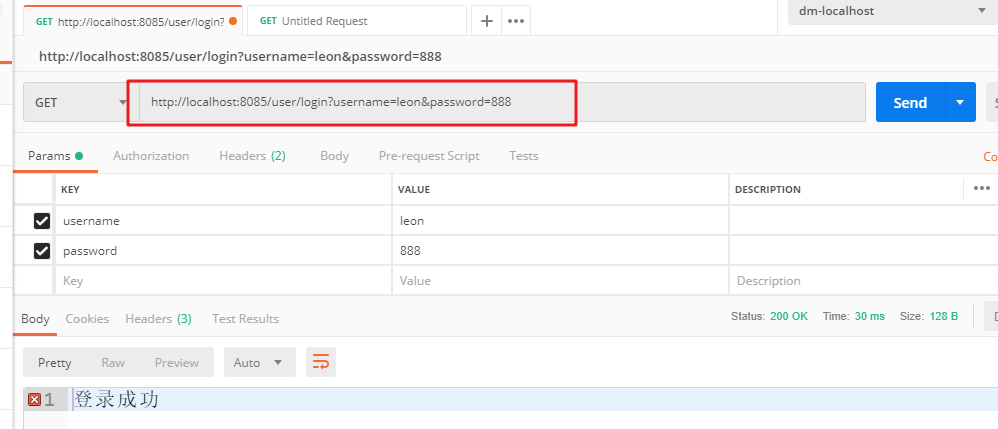 GET http://localhost:8085/user/login? GET Untitled Request + ••• dm-localhost
http://localhost:8085/user/login?username=leon&password=888
GET http://localhost:8085/user/login?username=leon&password=888 Send S
Params Authorization Headers (2) Body Pre-request Script Tests Co
KEY VALUE DESCRIPTION •••
username leon
password 888
Key Value Description
Body Cookies Headers (3) Test Results Status: 200 OK Time: 30 ms Size: 128 B
Pretty Raw Preview Auto
1 登录成功